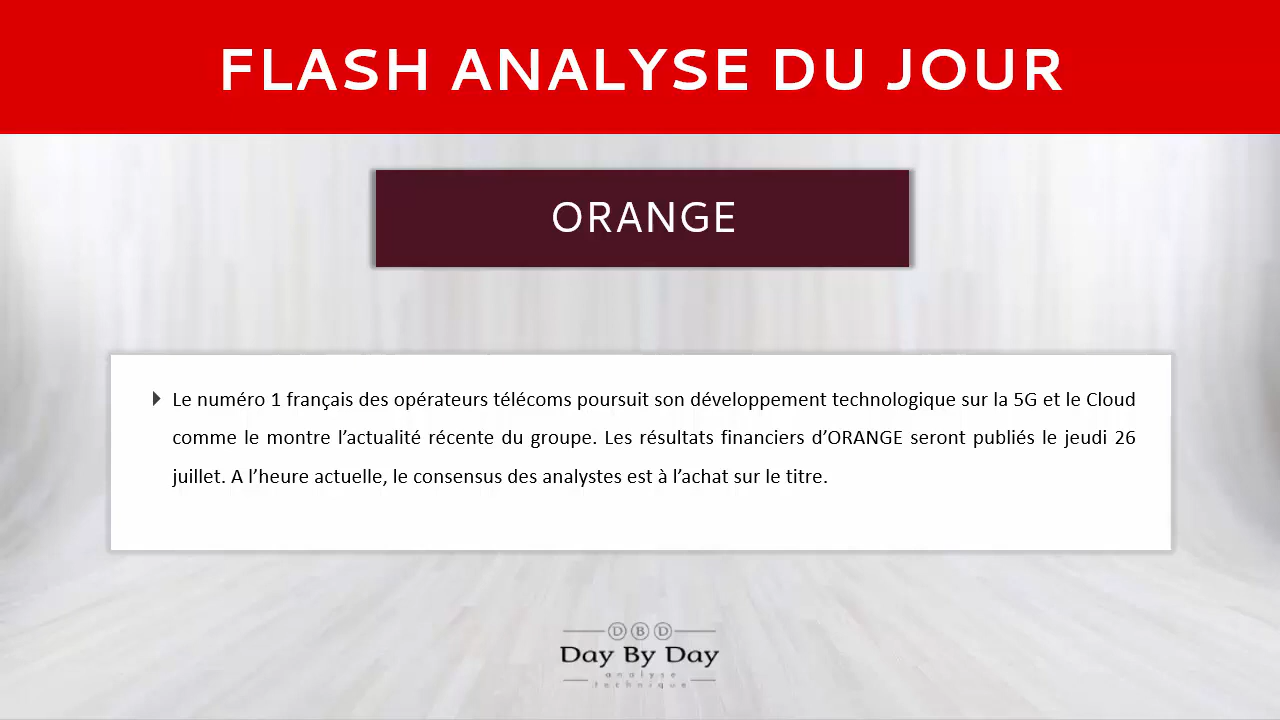 FLASH ANALYSE DU JOUR
ORANGE
Le numéro 1 français des opérateurs télécoms poursuit son développement technologique sur la 5G et le Cloud
comme le montre l’actualité récente du groupe. Les résultats financiers d’ORANGE seront publiés le jeudi 26
juillet. A l’heure actuelle, le consensus des analystes est à l’achat sur le titre.
D B D
Day By Day
analyse
technique